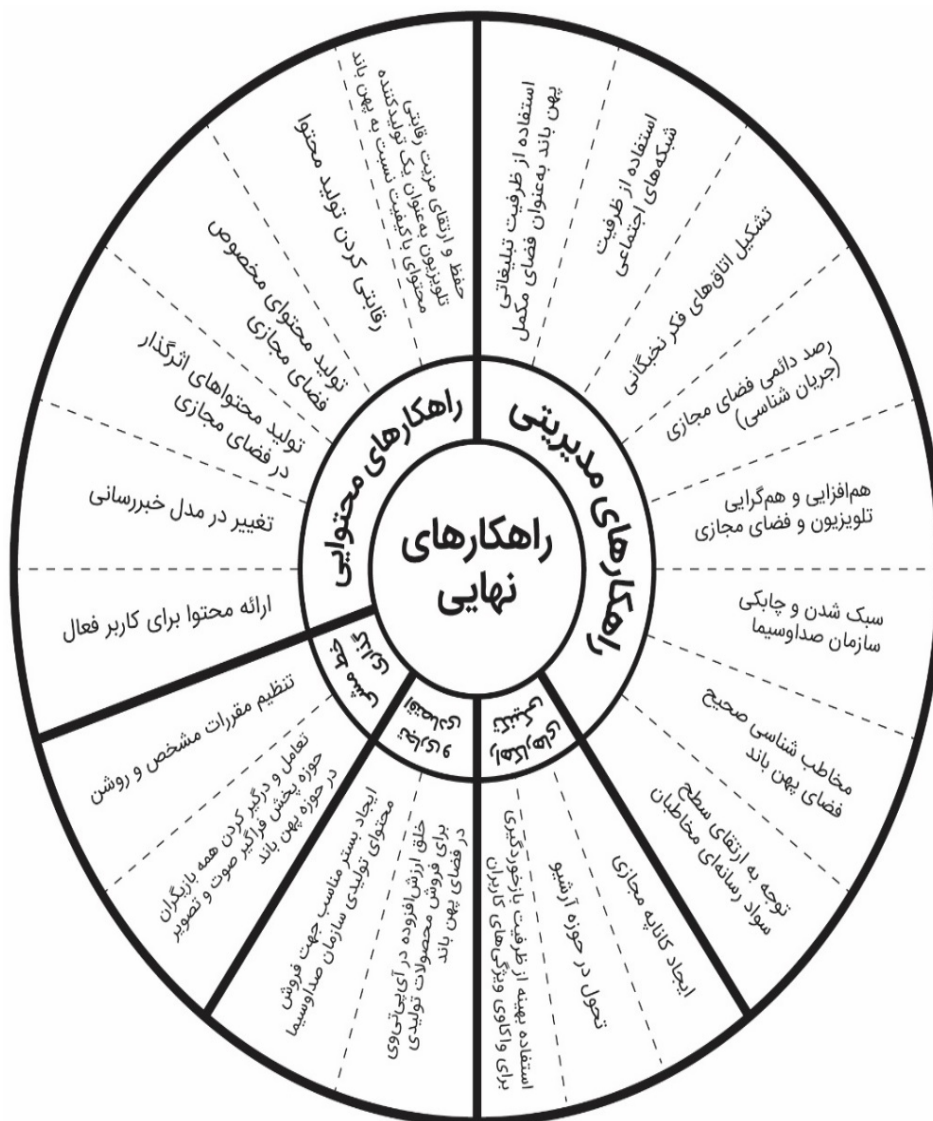 راهکارهای
نهایی
راهکارهای مدیریتی
استفاده از ظرفیت تبلیغاتی
پهن باند به‌عنوان فضای مکمل
استفاده از ظرفیت
شبکه‌های اجتماعی
تشکیل اتاق‌های فکر نخبگانی
رصد دائمی فضای مجازی
(جریان شناسی)
هم‌افزایی و هم‌گرایی
تلویزیون و فضای مجازی
سبک شدن و چابکی
سازمان صداوسیما
مخاطب شناسی صحیح
فضای پهن باند
توجه به ارتقای سطح
سواد رسانه‌ای مخاطبان
راهکارهای
تکنیکی
ایجاد کاناپه مجازی
تحول در حوزه آرشیو
استفاده بهینه از ظرفیت بازخوردگیری
برای واکاوی ویژگی‌های کاربران
تجاری و
اقتصادی
خلق ارزش‌افزوده در آی‌پی‌تی‌وی
برای فروش محصولات تولیدی
در فضای پهن باند
ایجاد بستر مناسب جهت فروش
محتوای تولیدی سازمان صداوسیما
خط مشی
گذاری
تعامل و درگیر کردن همه بازیگران
حوزه پخش فراگیر صوت و تصویر
در حوزه پهن باند
تنظیم مقررات مشخص و روشن
راهکارهای محتوایی
ارائه محتوا برای کاربر فعال
تغییر در مدل خبررسانی
تولید محتواهای اثرگذار
در فضای مجازی
تولید محتوای مخصوص
فضای مجازی
رقابتی کردن تولید محتوا
حفظ و ارتقای مزیت رقابتی
تلویزیون به‌عنوان یک تولیدکننده
محتوای باکیفیت نسبت به پهن باند